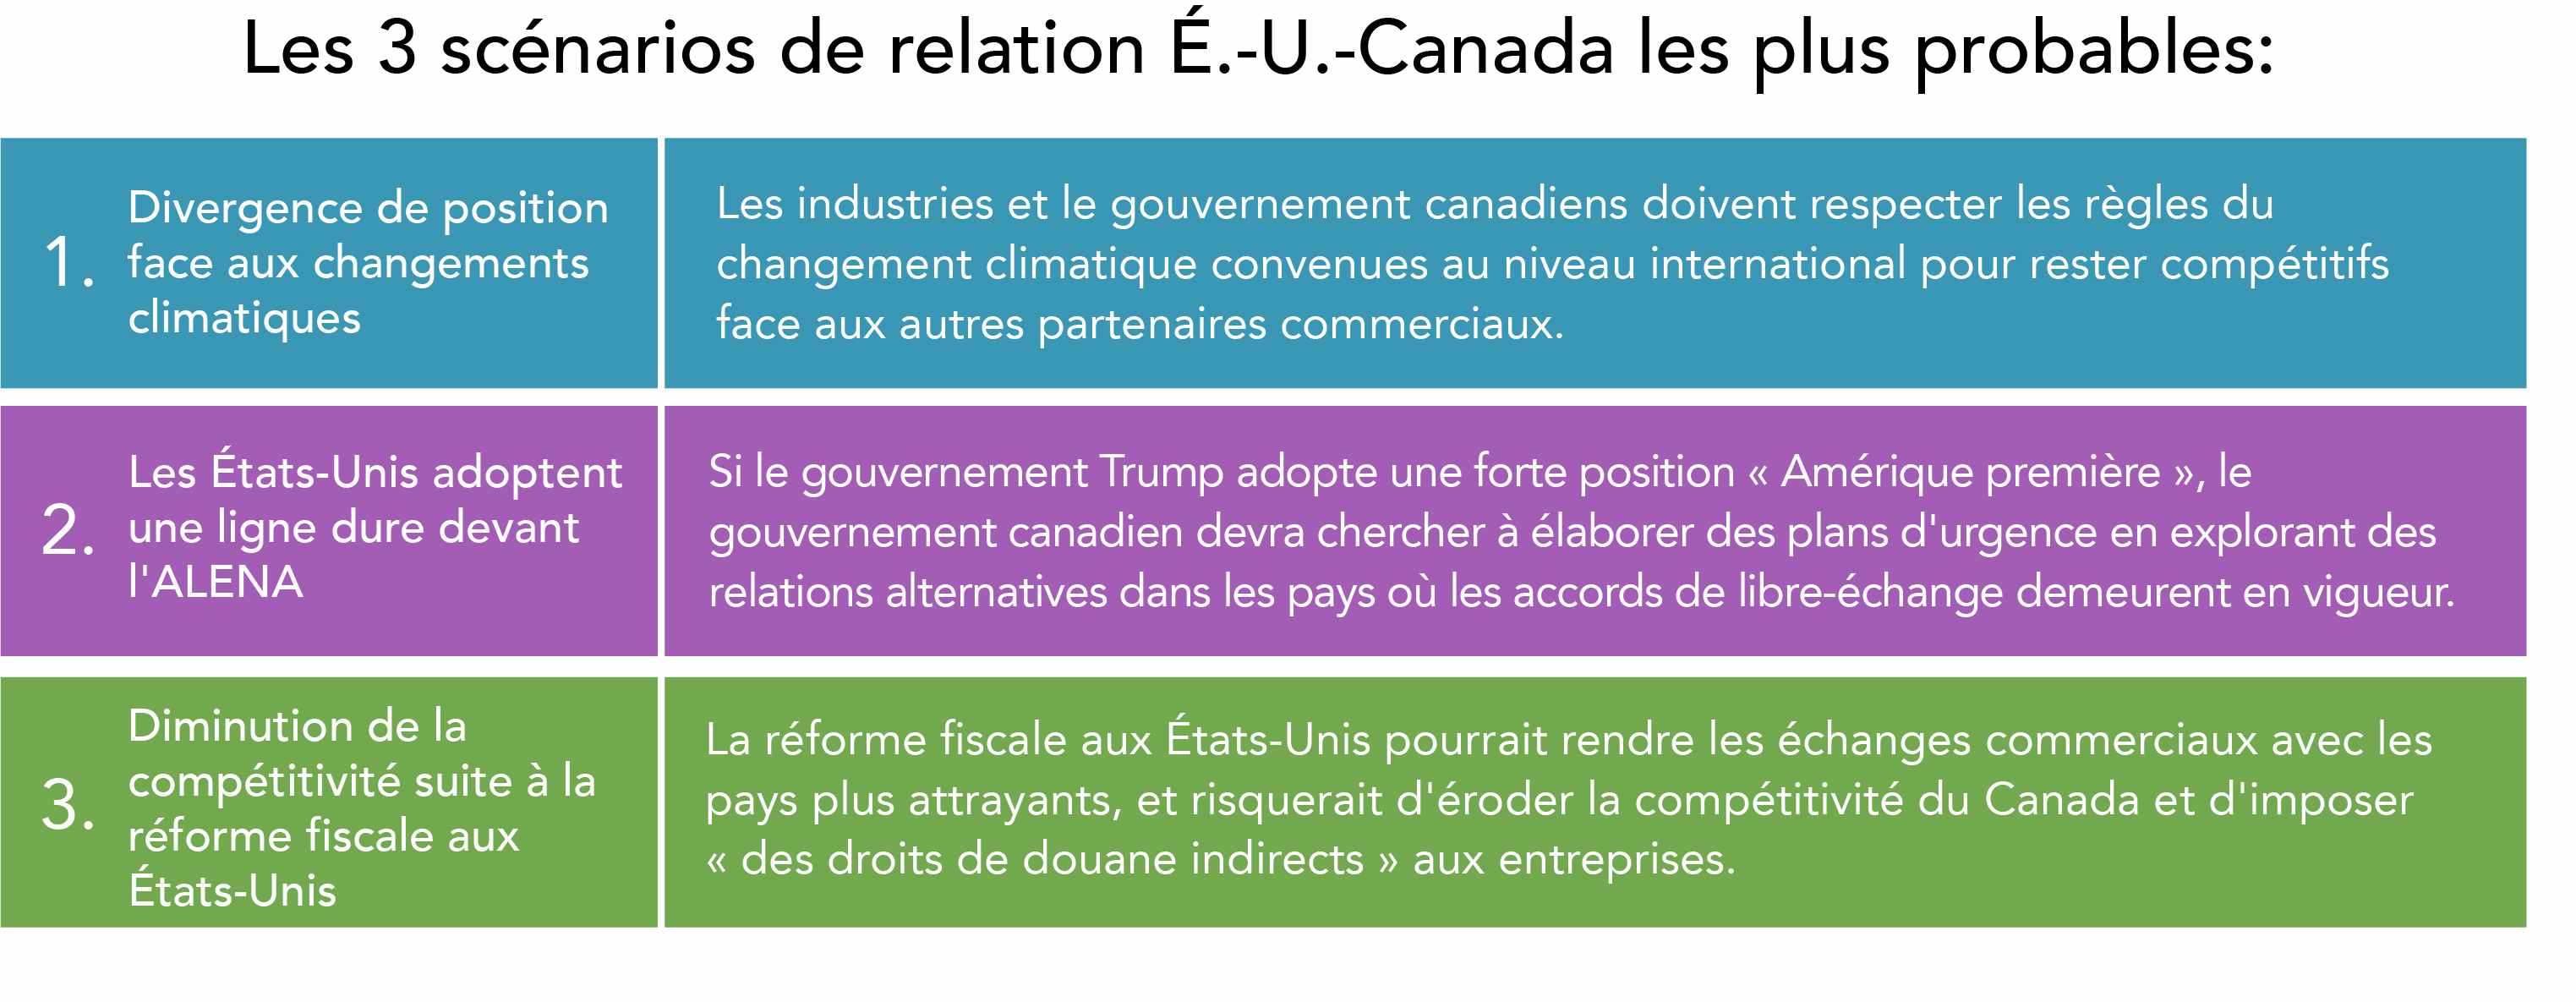 Les 3 scénarios de relation É.-U.-Canada les plus probables:
1.
Divergence de position
face aux changements
climatiques
Les industries et le gouvernement canadiens doivent respecter les règles du
changement climatique convenues au niveau international pour rester compétitifs
face aux autres partenaires commerciaux.
2.
Les États-Unis adoptent
une ligne dure devant
l'ALENA
Si le gouvernement Trump adopte une forte position « Amérique première », le
gouvernement canadien devra chercher à élaborer des plans d'urgence en explorant des
relations alternatives dans les pays où les accords de libre-échange demeurent en vigueur.
3.
Diminution de la
compétitivité suite à la
réforme fiscale aux
États-Unis
La réforme fiscale aux États-Unis pourrait rendre les échanges commerciaux avec les
pays plus attrayants, et risquerait d'éroder la compétitivité du Canada et d'imposer
« des droits de douane indirects » aux entreprises.